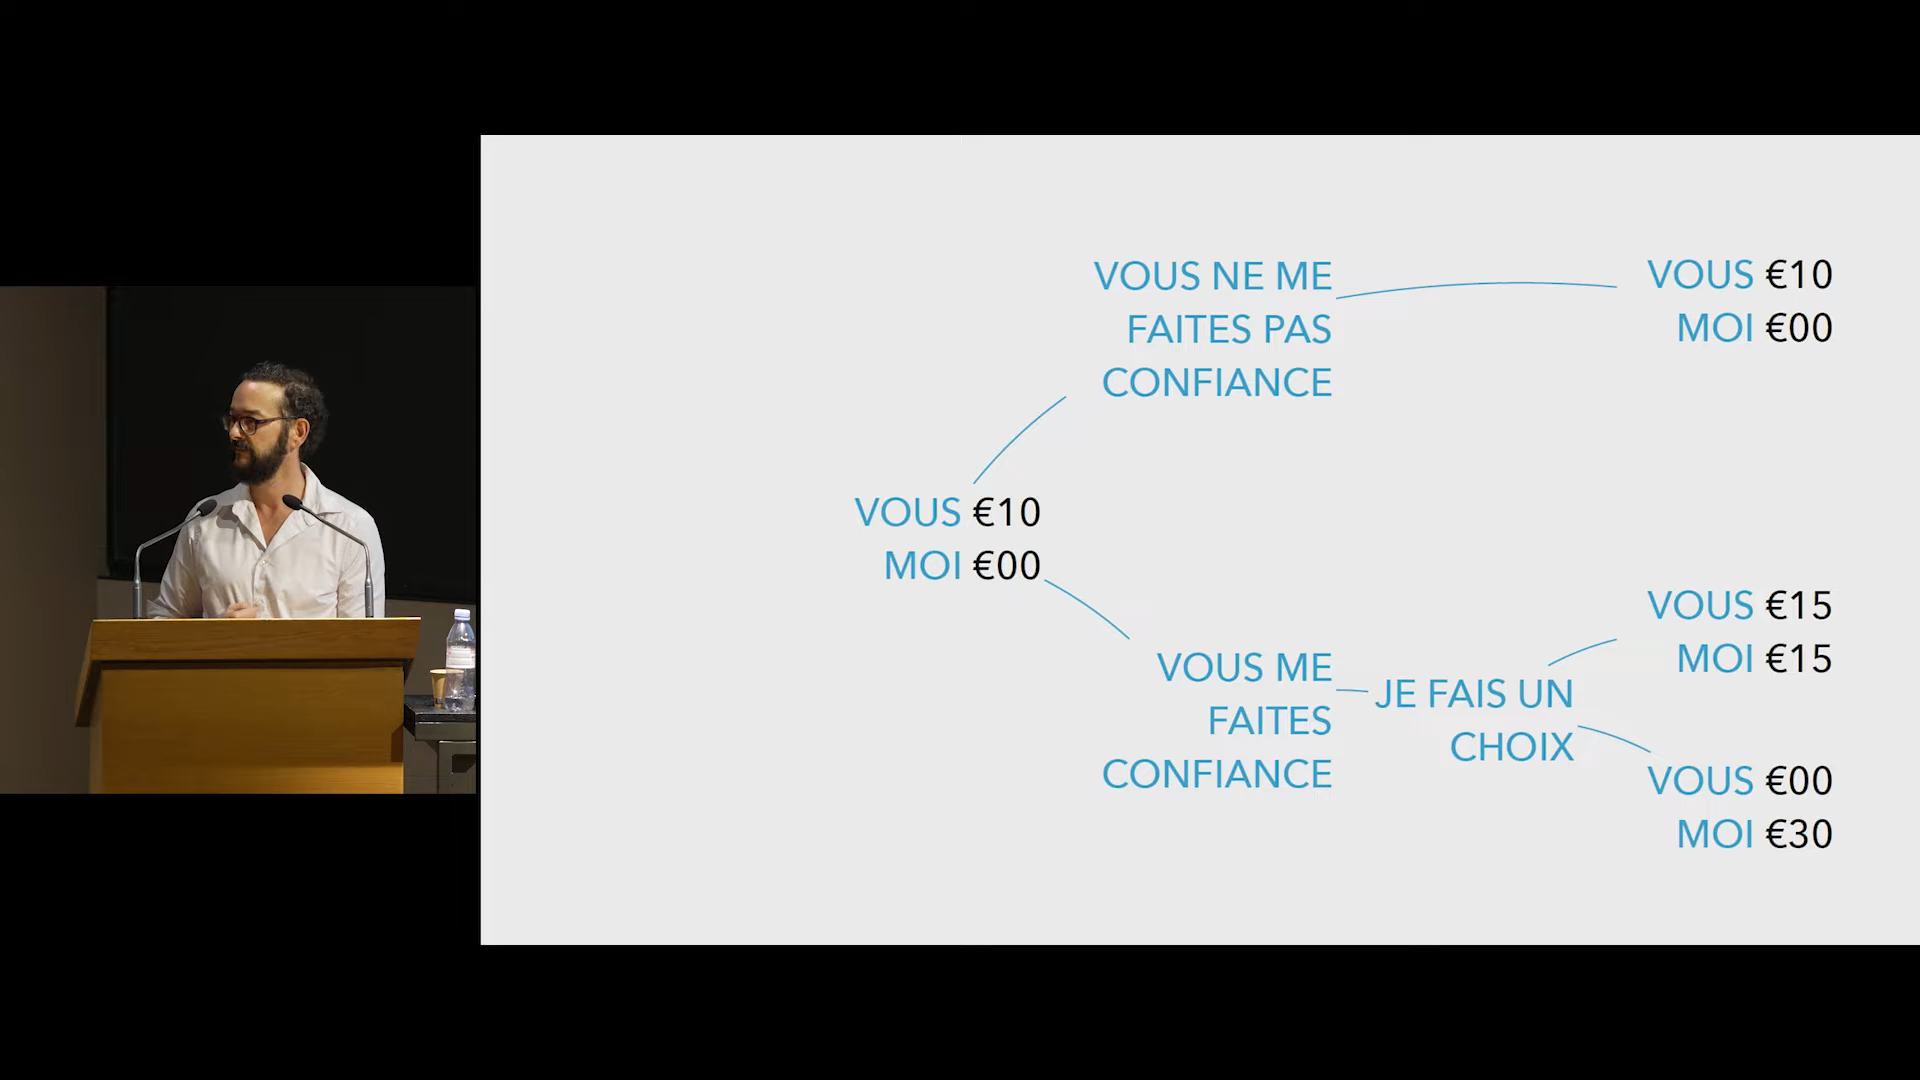 VOUS NE ME
FAITES PAS
CONFIANCE
VOUS €10
MOI €00
VOUS €10
MOI €00
VOUS ME
FAITES
CONFIANCE
JE FAIS UN
CHOIX
VOUS €15
MOI €15
VOUS €00
MOI €30